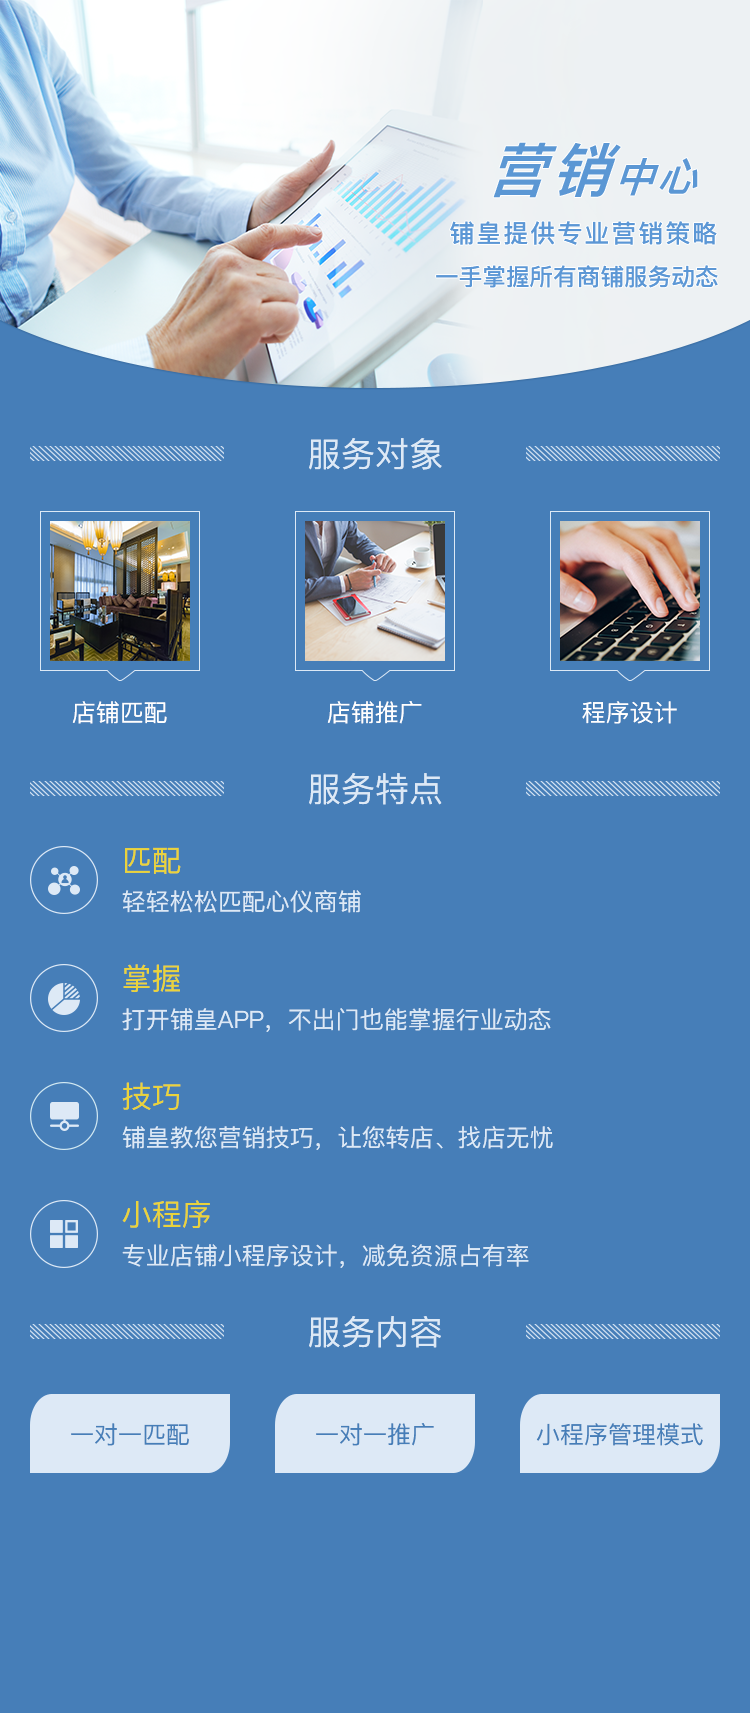 营销中心
铺皇提供专业营销策略
一手掌握所有商铺服务动态
服务对象
店铺匹配
店铺推广
程序设计
服务特点
匹配
轻轻松松匹配心仪商铺
掌握
打开铺皇APP，不出门也能掌握行业动态
技巧
铺皇教您营销技巧，让您转店、找店无忧
小程序
专业店铺小程序设计，减免资源占有率
服务内容
一对一匹配
一对一推广
小程序管理模式